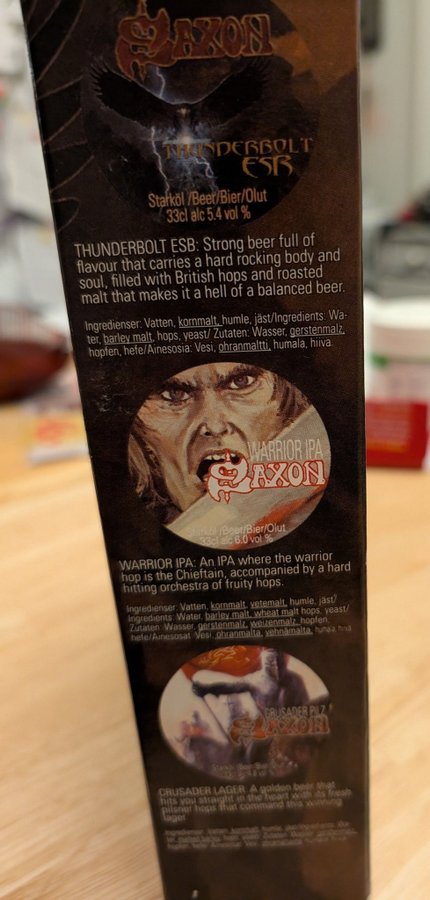 SAXON
THUNDERBOLT
ESB
Starköl /Beer/Bier/Olut
33cl alc 5.4 vol %
THUNDERBOLT ESB: Strong beer full of
flavour that carries a hard rocking body and
soul, filled with British hops and roasted
malt that makes it a hell of a balanced beer.
Ingredienser: Vatten, kornmalt, humle, jäst/Ingredients: Wa-
ter, barley malt, hops, yeast/ Zutaten: Wasser, gerstenmalz,
hopfen, hefe/Ainesosia: Vesi, ohranmaltti, humala, hiiva.
WARRIOR IPA
SAXON
Starköl /Beer/Bier/Olut
33cl alc 6.0 vol %
WARRIOR IPA: An IPA where the warrior
hop is the Chieftain, accompanied by a hard
hitting orchestra of fruity hops.
Ingredienser: Vatten, kornmalt, vetemalt, humle, jäst/
Ingredients: Water, barley malt, wheat malt hops, yeast/
Zutaten: Wasser, gerstenmalz, weizenmalz, hopfen,
hefe/Ainesosat: Vesi, ohranmalta, vehnämalta, humala, hiiva
CRUSADER PILZ
SAXON
CRUSADER LAGER: A golden beer that
hits you straight in the heart with its fresh
pilsner hops that command this winning
lager